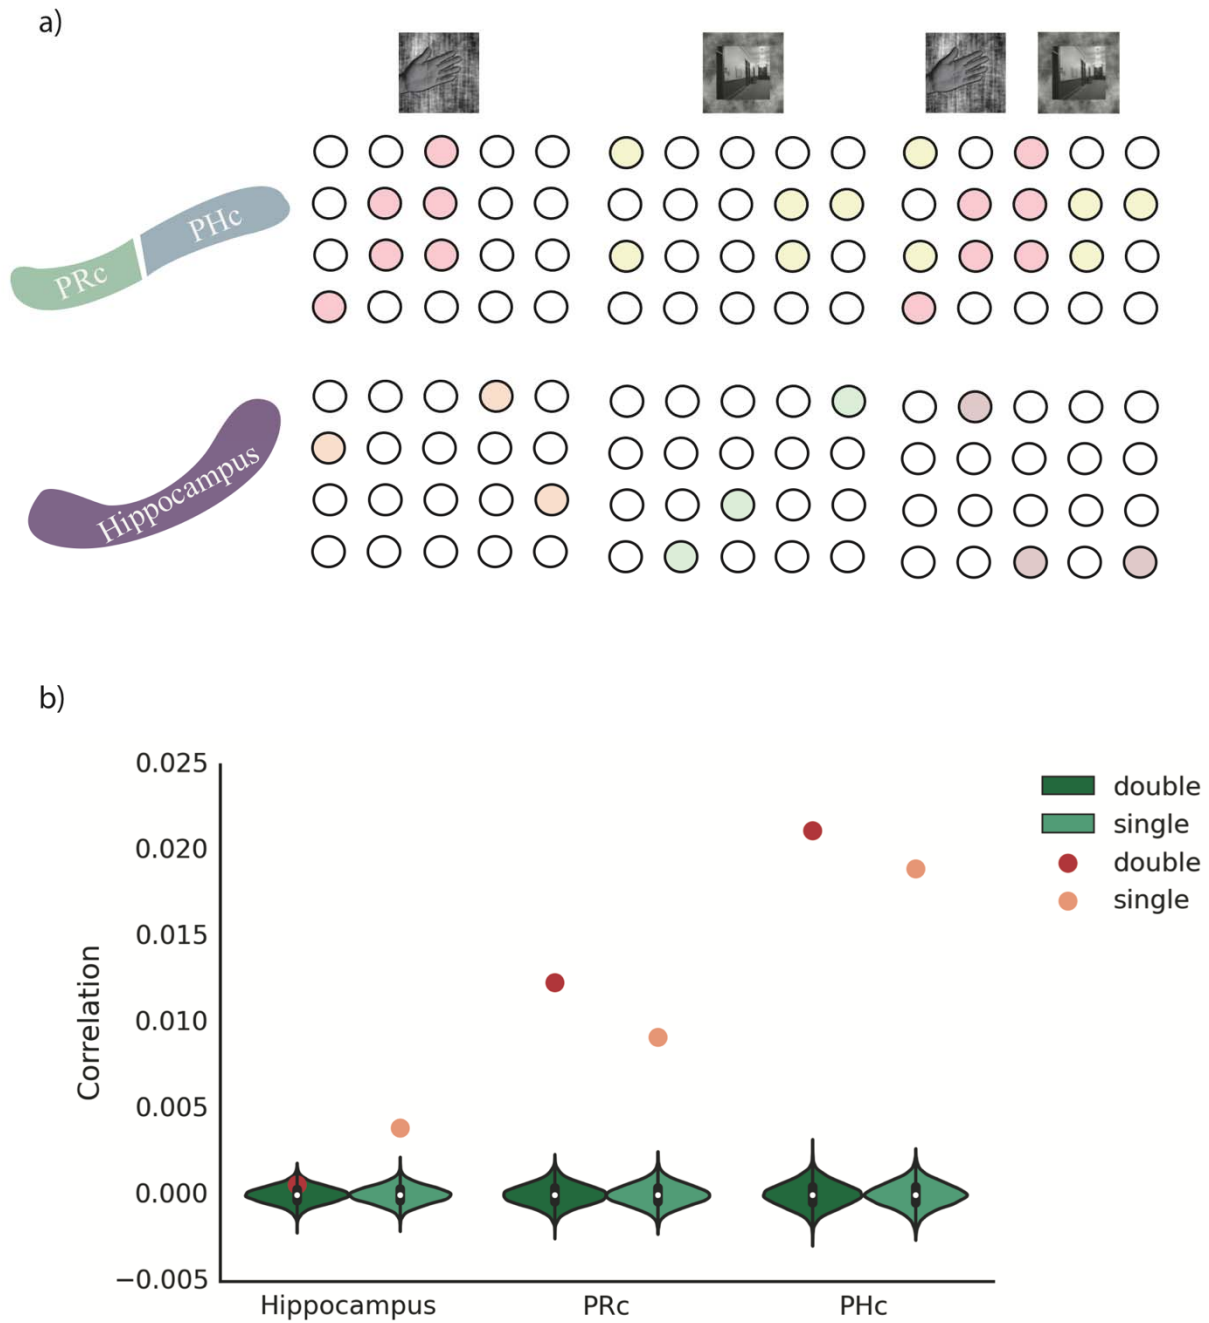 a)
PHc
PRc
Hippocampus
b)
0.025
0.020
0.015
0.010
0.005
0.000
−0.005
Correlation
Hippocampus
PRc
PHc
double
single
double
single